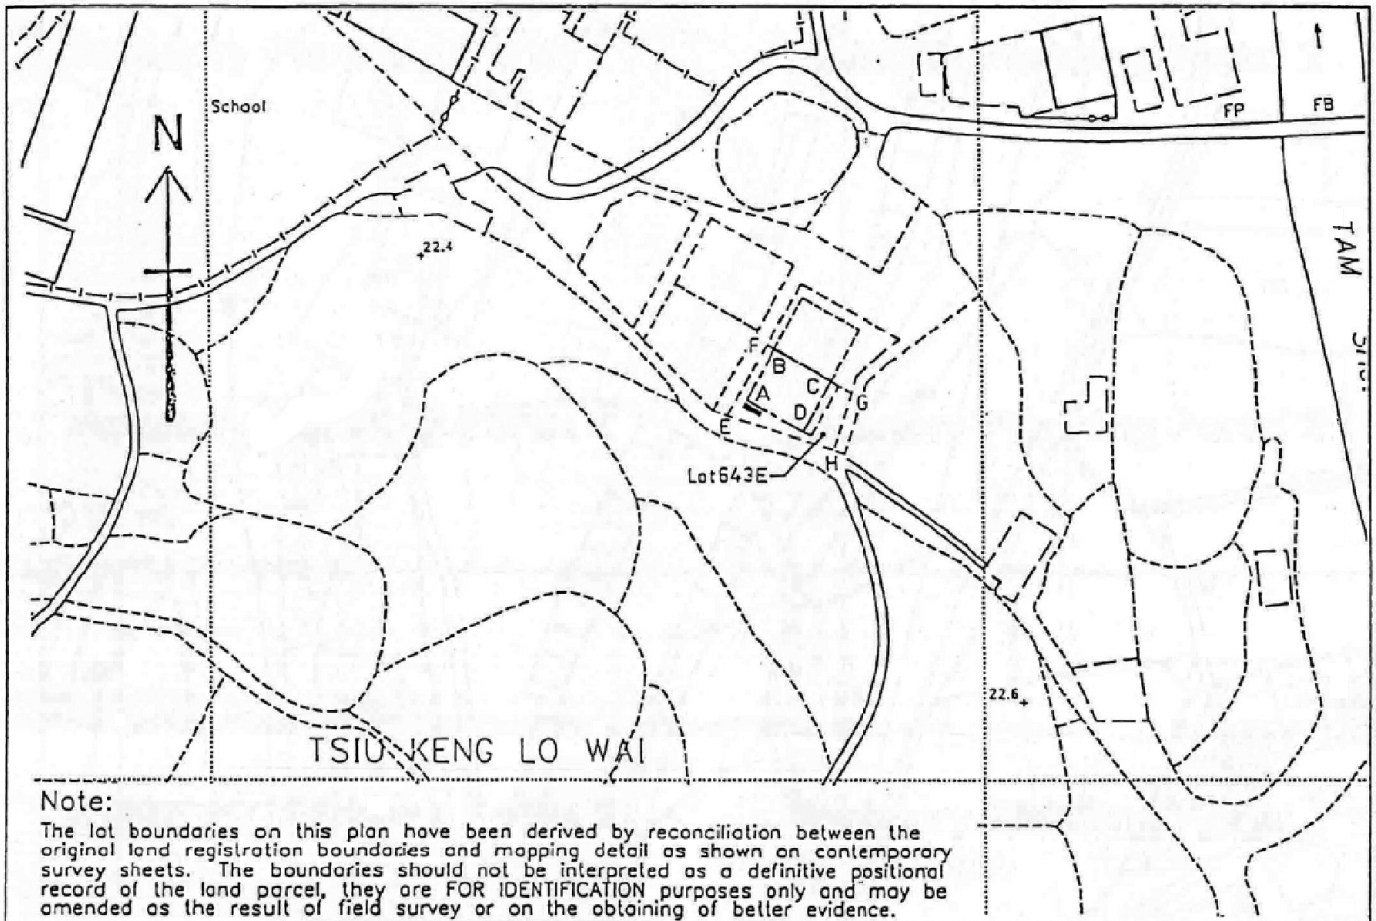 School
N
FP
FB
TAM
22.4
F
B
A
C
G
D
E
H
Lot643E
22.6
TSIU KENG LO WAI
Note:
The lot boundaries on this plan have been derived by reconciliation between the
original land registration boundaries and mapping detail as shown on contemporary
survey sheets. The boundaries should not be interpreted as a definitive positional
record of the land parcel, they are FOR IDENTIFICATION purposes only and may be
amended as the result of field survey or on the obtaining of better evidence.